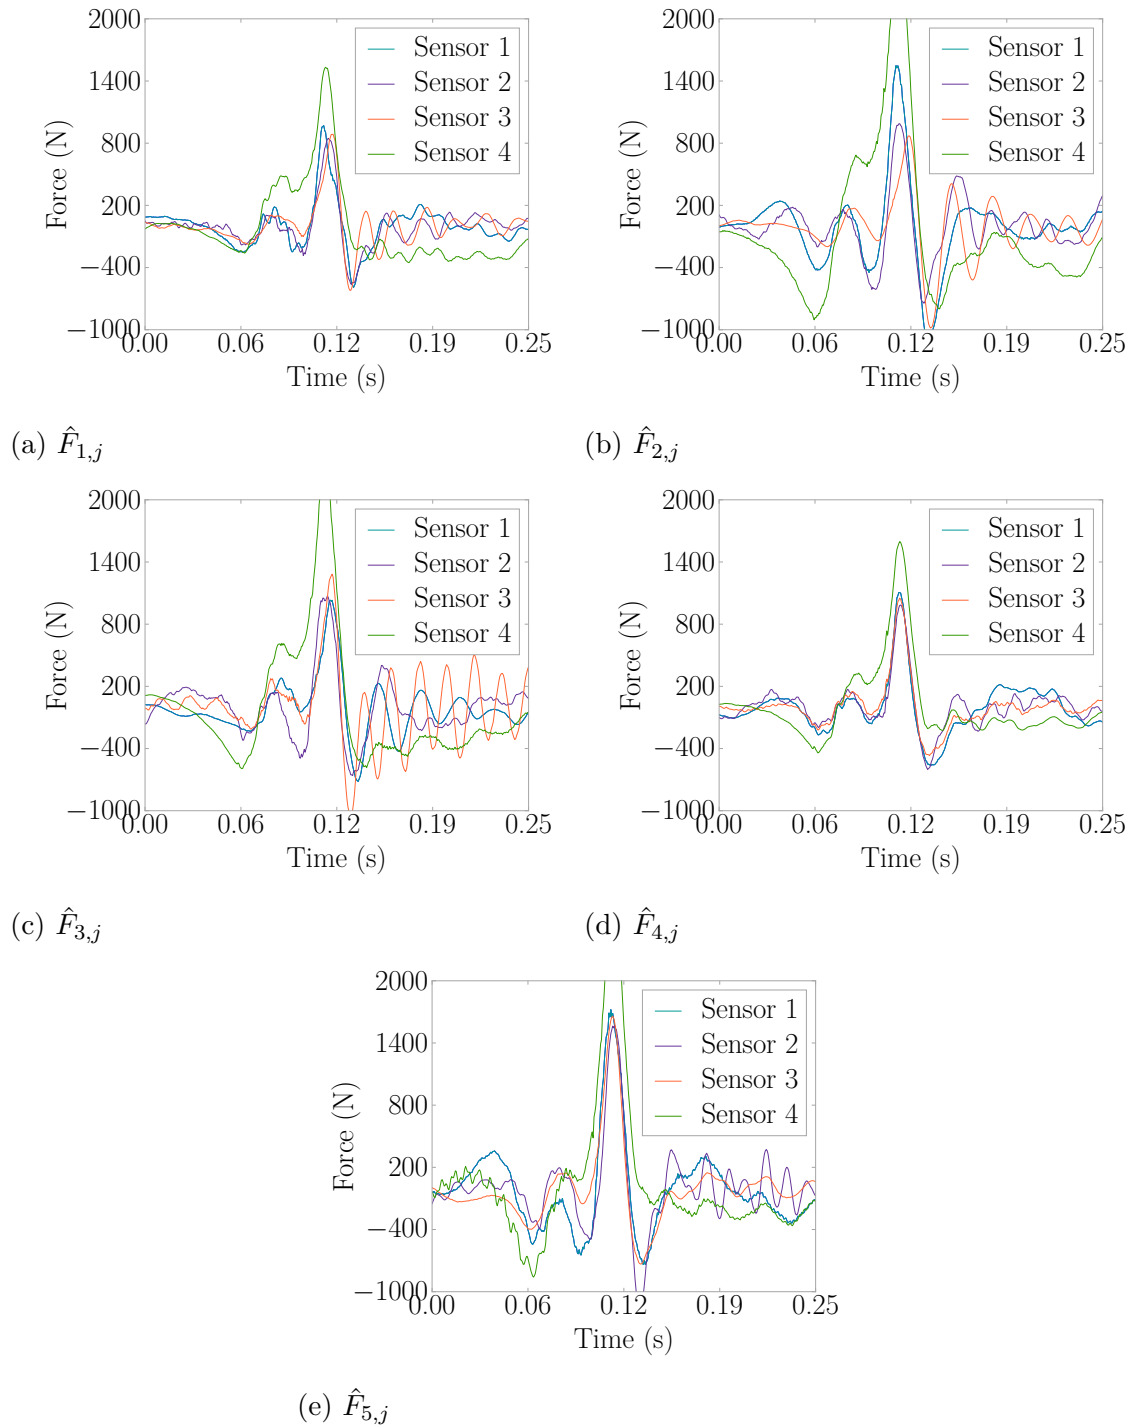 2000
1400
800
200
−400
−1000
Force (N)
Sensor 1
Sensor 2
Sensor 3
Sensor 4
0.00 0.06 0.12 0.19 0.25
Time (s)
(a) F̂1,j
2000
1400
800
200
−400
−1000
Force (N)
Sensor 1
Sensor 2
Sensor 3
Sensor 4
0.00 0.06 0.12 0.19 0.25
Time (s)
(b) F̂2,j
2000
1400
800
200
−400
−1000
Force (N)
Sensor 1
Sensor 2
Sensor 3
Sensor 4
0.00 0.06 0.12 0.19 0.25
Time (s)
(c) F̂3,j
2000
1400
800
200
−400
−1000
Force (N)
Sensor 1
Sensor 2
Sensor 3
Sensor 4
0.00 0.06 0.12 0.19 0.25
Time (s)
(d) F̂4,j
2000
1400
800
200
−400
−1000
Force (N)
Sensor 1
Sensor 2
Sensor 3
Sensor 4
0.00 0.06 0.12 0.19 0.25
Time (s)
(e) F̂5,j